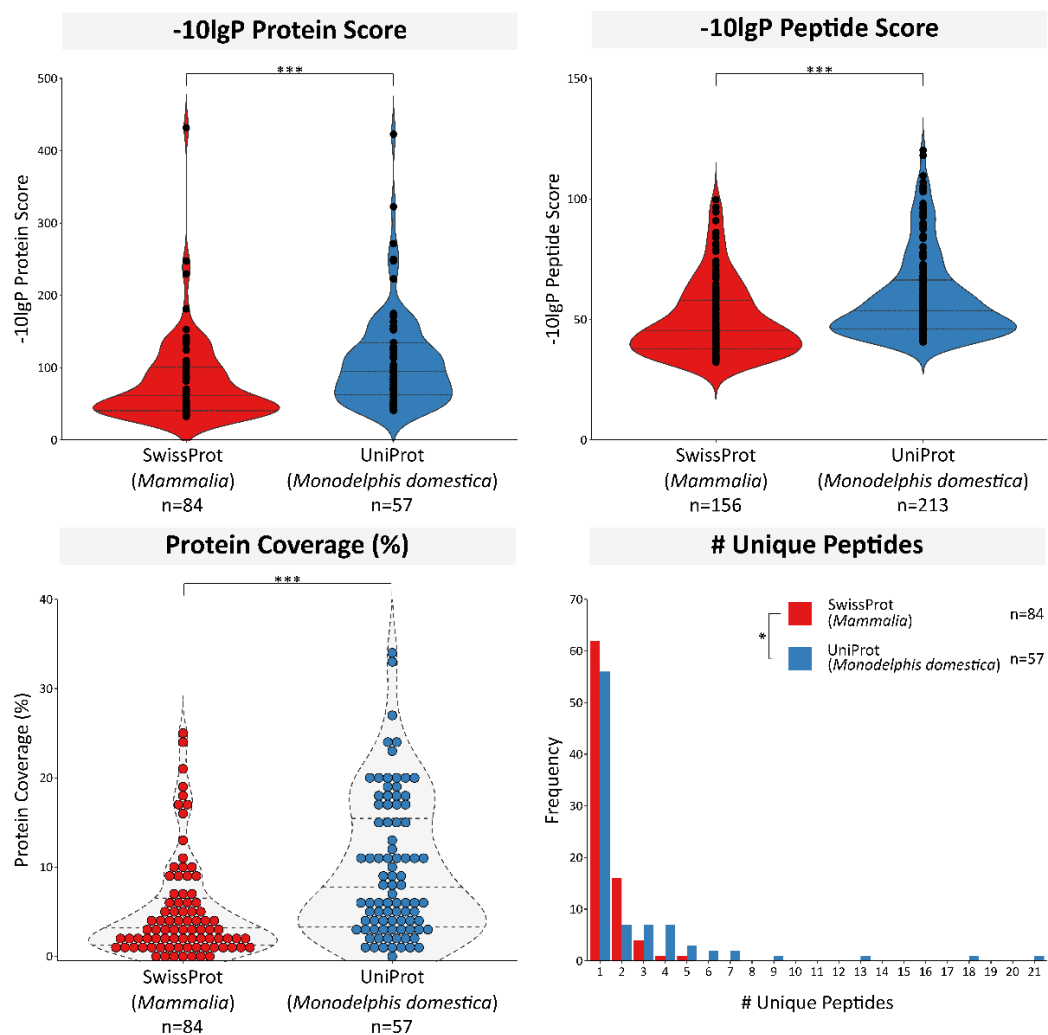 -10lgP Protein Score
***
500
400
300
200
100
0
-10lgP Protein Score
SwissProt
(Mammalia)
n=84
UniProt
(Monodelphis domestica)
n=57
-10lgP Peptide Score
***
150
100
50
0
-10lgP Peptide Score
SwissProt
(Mammalia)
n=156
UniProt
(Monodelphis domestica)
n=213
Protein Coverage (%)
***
40
30
20
10
0
Protein Coverage (%)
SwissProt
(Mammalia)
n=84
UniProt
(Monodelphis domestica)
n=57
# Unique Peptides
70
60
50
40
30
20
10
0
Frequency
*
SwissProt
(Mammalia)
n=84
UniProt
(Monodelphis domestica)
n=57
1 2 3 4 5 6 7 8 9 10 11 12 13 14 15 16 17 18 19 20 21
# Unique Peptides